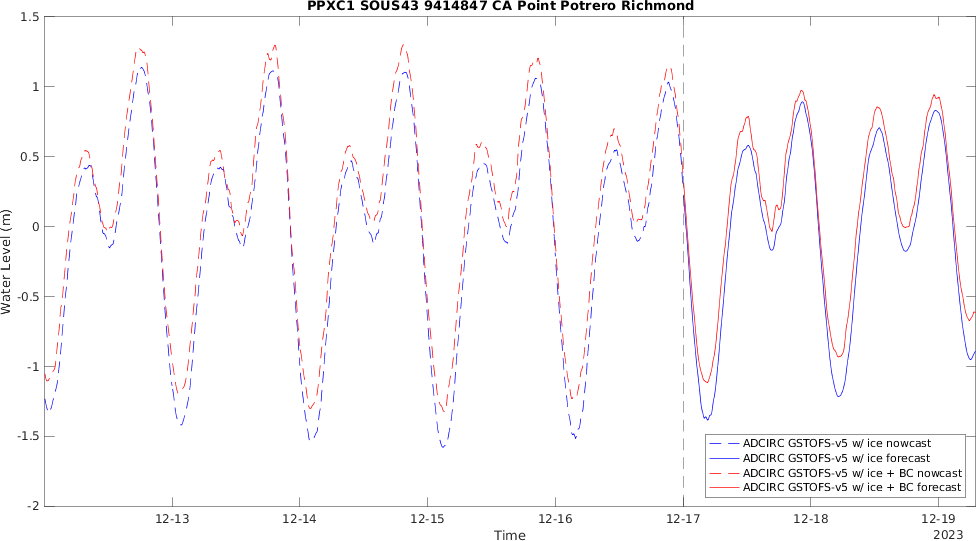 PPXC1 SOUS43 9414847 CA Point Potrero Richmond
1.5
1
0.5
0
-0.5
-1
-1.5
-2
Water Level (m)
12-13 12-14 12-15 12-16 12-17 12-18 12-19
Time
2023
ADCIRC GSTOFS-v5 w/ ice nowcast
ADCIRC GSTOFS-v5 w/ ice forecast
ADCIRC GSTOFS-v5 w/ ice + BC nowcast
ADCIRC GSTOFS-v5 w/ ice + BC forecast